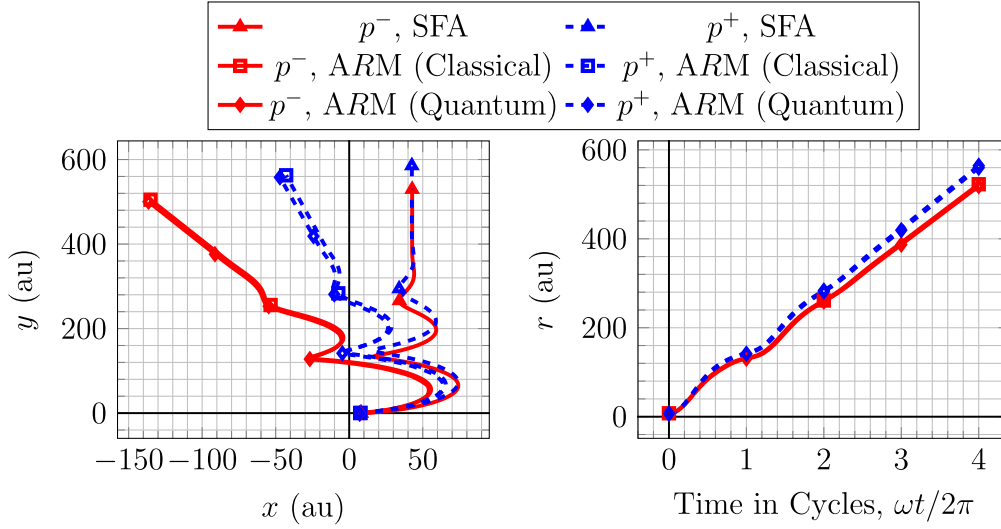 p⁻, SFA p⁺, SFA
p⁻, ARM (Classical) p⁺, ARM (Classical)
p⁻, ARM (Quantum) p⁺, ARM (Quantum)
600
400
200
0
y (au)
−150 −100 −50 0 50
x (au)
600
400
200
0
r (au)
0 1 2 3 4
Time in Cycles, ωt/2π